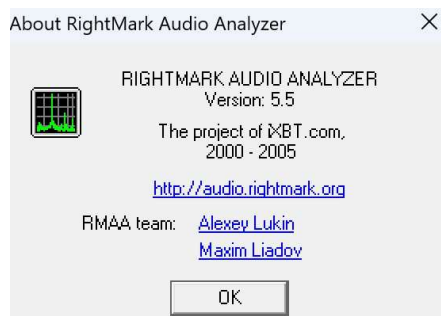 About RightMark Audio Analyzer
RIGHTMARK AUDIO ANALYZER
Version: 5.5
The project of iXBT.com,
2000 - 2005
http://audio.rightmark.org
RMAA team: Alexey Lukin
Maxim Liadov
OK